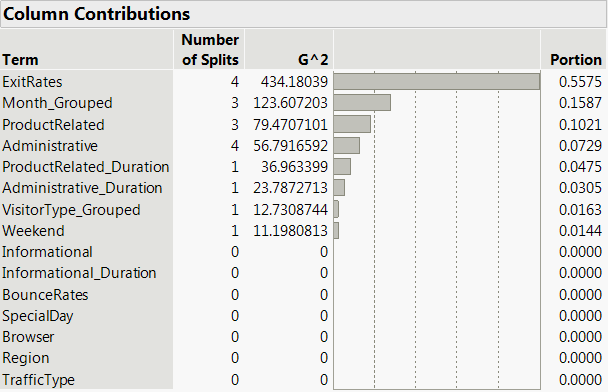 Column Contributions
Number
Term of Splits G^2 Portion
ExitRates 4 434.18039 0.5575
Month_Grouped 3 123.607203 0.1587
ProductRelated 3 79.4707101 0.1021
Administrative 4 56.7916592 0.0729
ProductRelated_Duration 1 36.963399 0.0475
Administrative_Duration 1 23.7872713 0.0305
VisitorType_Grouped 1 12.7308744 0.0163
Weekend 1 11.1980813 0.0144
Informational 0 0 0.0000
Informational_Duration 0 0 0.0000
BounceRates 0 0 0.0000
SpecialDay 0 0 0.0000
Browser 0 0 0.0000
Region 0 0 0.0000
TrafficType 0 0 0.0000